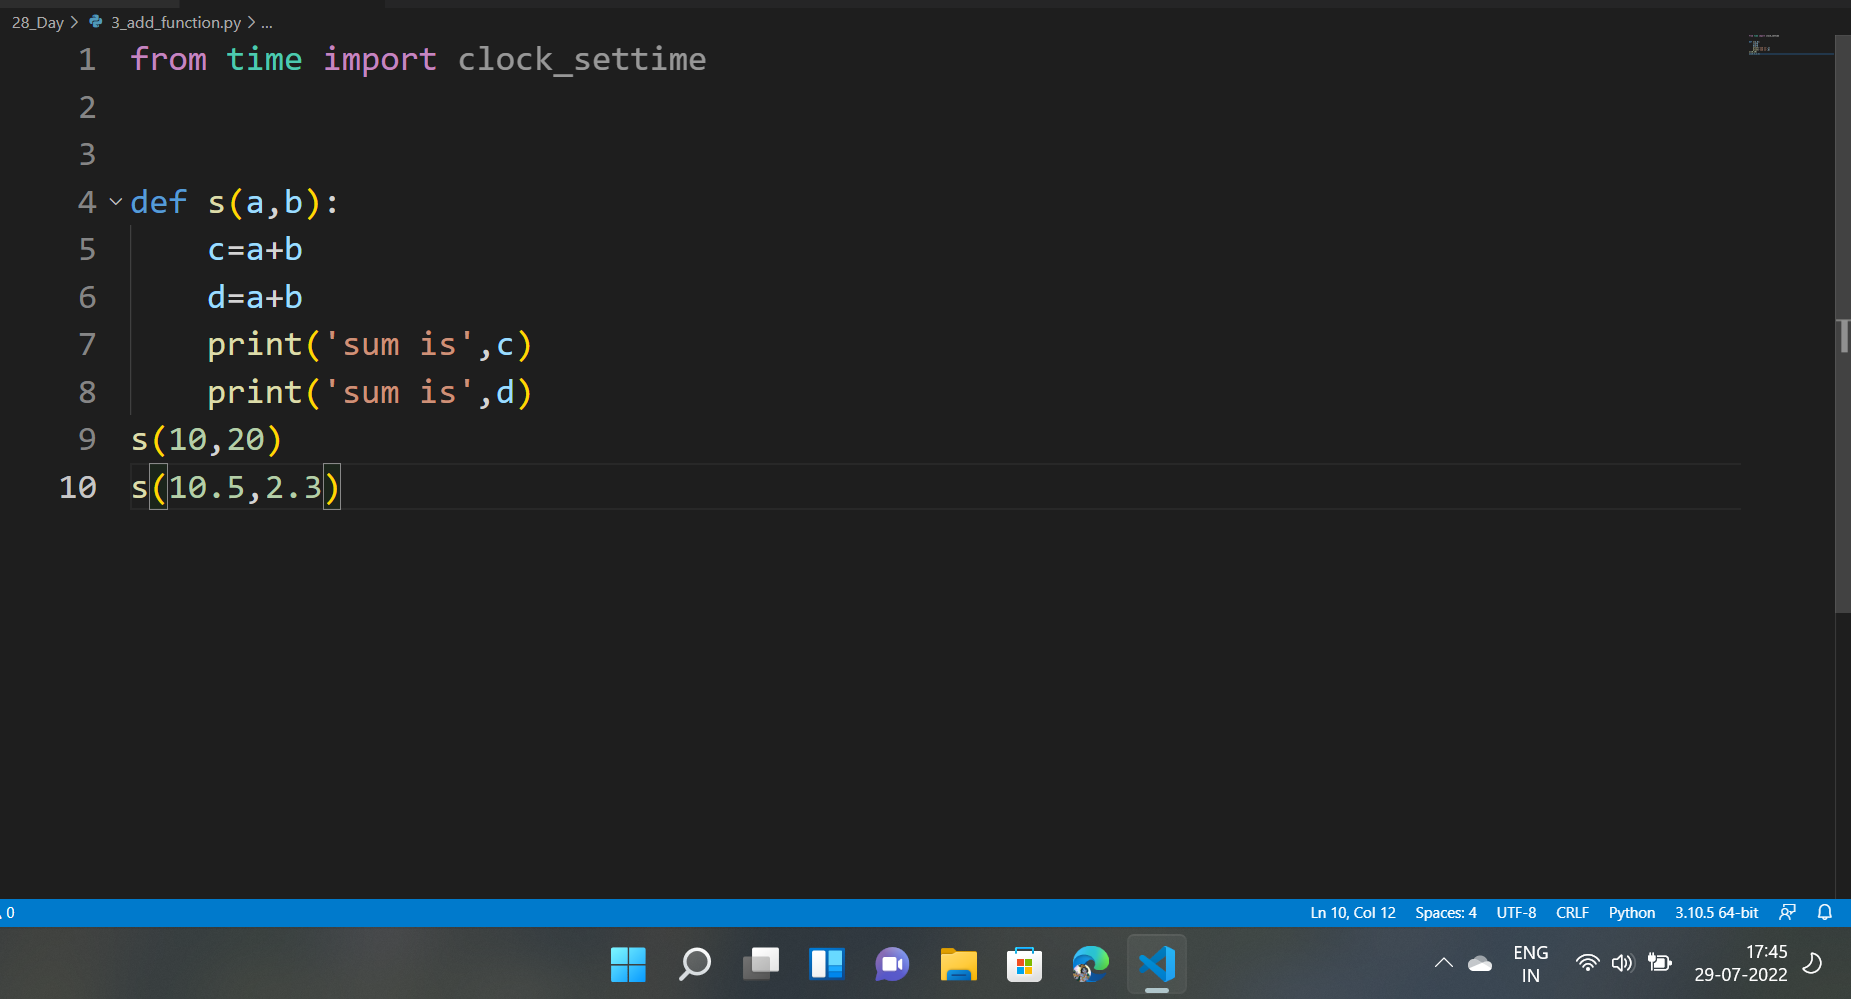 28_Day > 3_add_function.py > ...
1 from time import clock_settime
2
3
4 def s(a,b):
5     c=a+b
6     d=a+b
7     print('sum is',c)
8     print('sum is',d)
9 s(10,20)
10 s(10.5,2.3)
0 Ln 10, Col 12 Spaces: 4 UTF-8 CRLF Python 3.10.5 64-bit
ENG 17:45
IN 29-07-2022